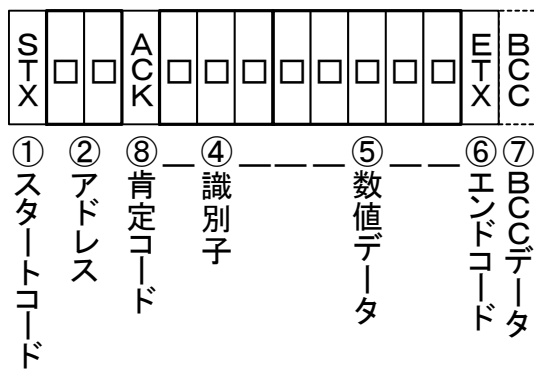 STX □ □ ACK □ □ □ □ □ □ □ □ ETX BCC
① ② ⑧ ④ ⑤ ⑥ ⑦
スタートコード
アドレス
肯定コード
識別子
数値データ
エンドコード
BCCデータ